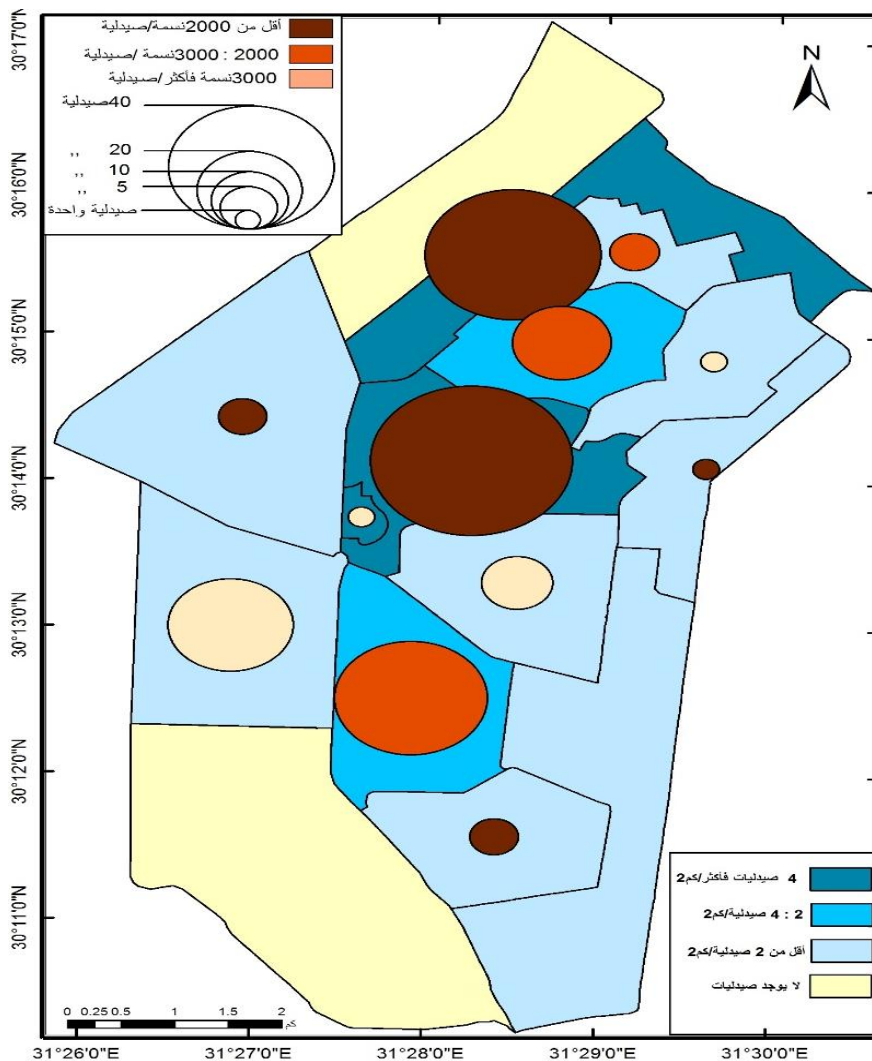 أقل من 2000نسمة/صيدلية
2000 : 3000نسمة /صيدلية
3000نسمة فأكثر/صيدلية
40صيدلية
20 ,,
10 ,,
5 ,,
صيدلية واحدة
N
30°17'0"N
30°16'0"N
30°15'0"N
30°14'0"N
30°13'0"N
30°12'0"N
30°11'0"N
4 صيدليات فأكثر/كم2
2 : 4 صيدلية/كم2
أقل من 2 صيدلية/كم2
لا يوجد صيدليات
0 0.25 0.5 1 1.5 2
كم
31°26'0"E 31°27'0"E 31°28'0"E 31°29'0"E 31°30'0"E